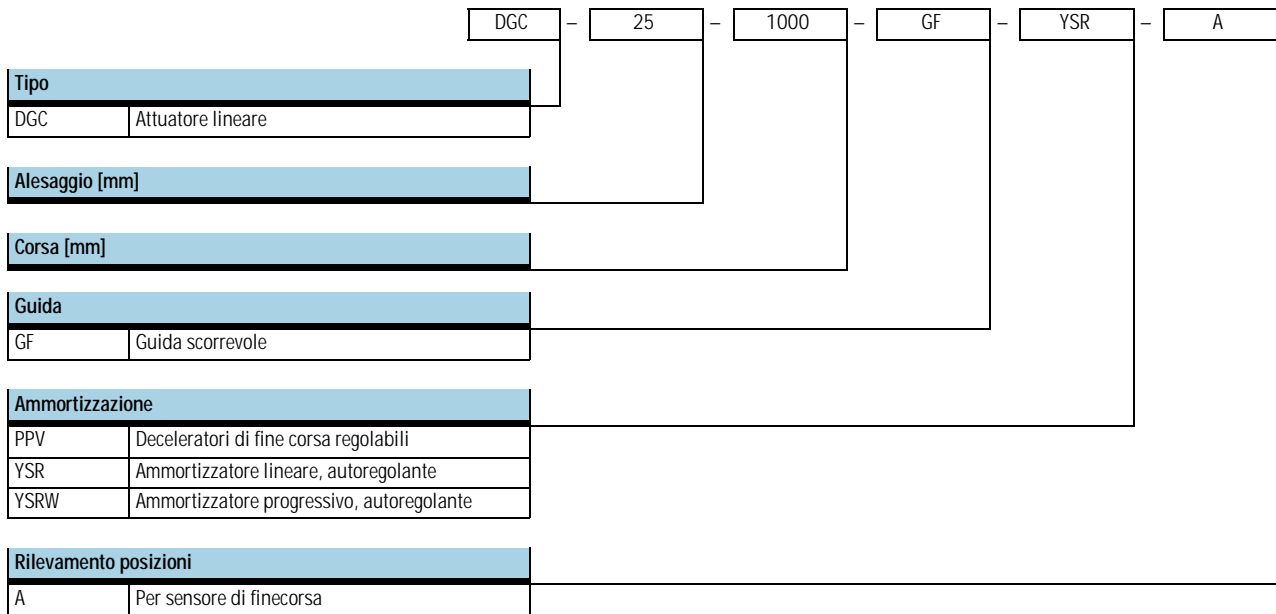 DGC – 25 – 1000 – GF – YSR – A
Tipo
DGC Attuatore lineare
Alesaggio [mm]
Corsa [mm]
Guida
GF Guida scorrevole
Ammortizzazione
PPV Deceleratori di fine corsa regolabili
YSR Ammortizzatore lineare, autoregolante
YSRW Ammortizzatore progressivo, autoregolante
Rilevamento posizioni
A Per sensore di finecorsa